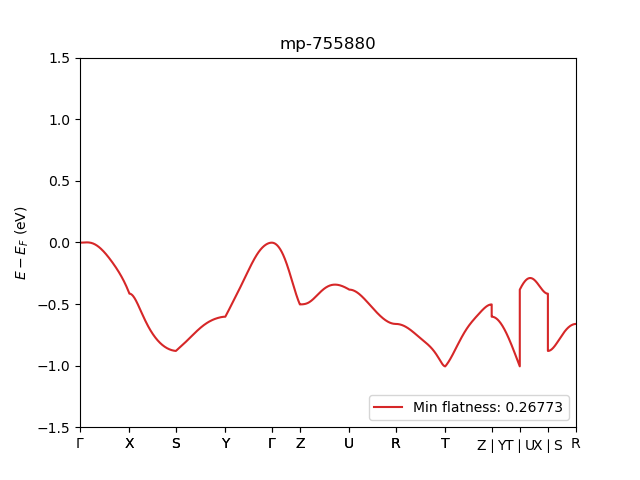 mp-755880
E − E_F (eV)
1.5
1.0
0.5
0.0
−0.5
−1.0
−1.5
Min flatness: 0.26773
Γ X S Y Γ Z U R T Z | YT | UX | S R